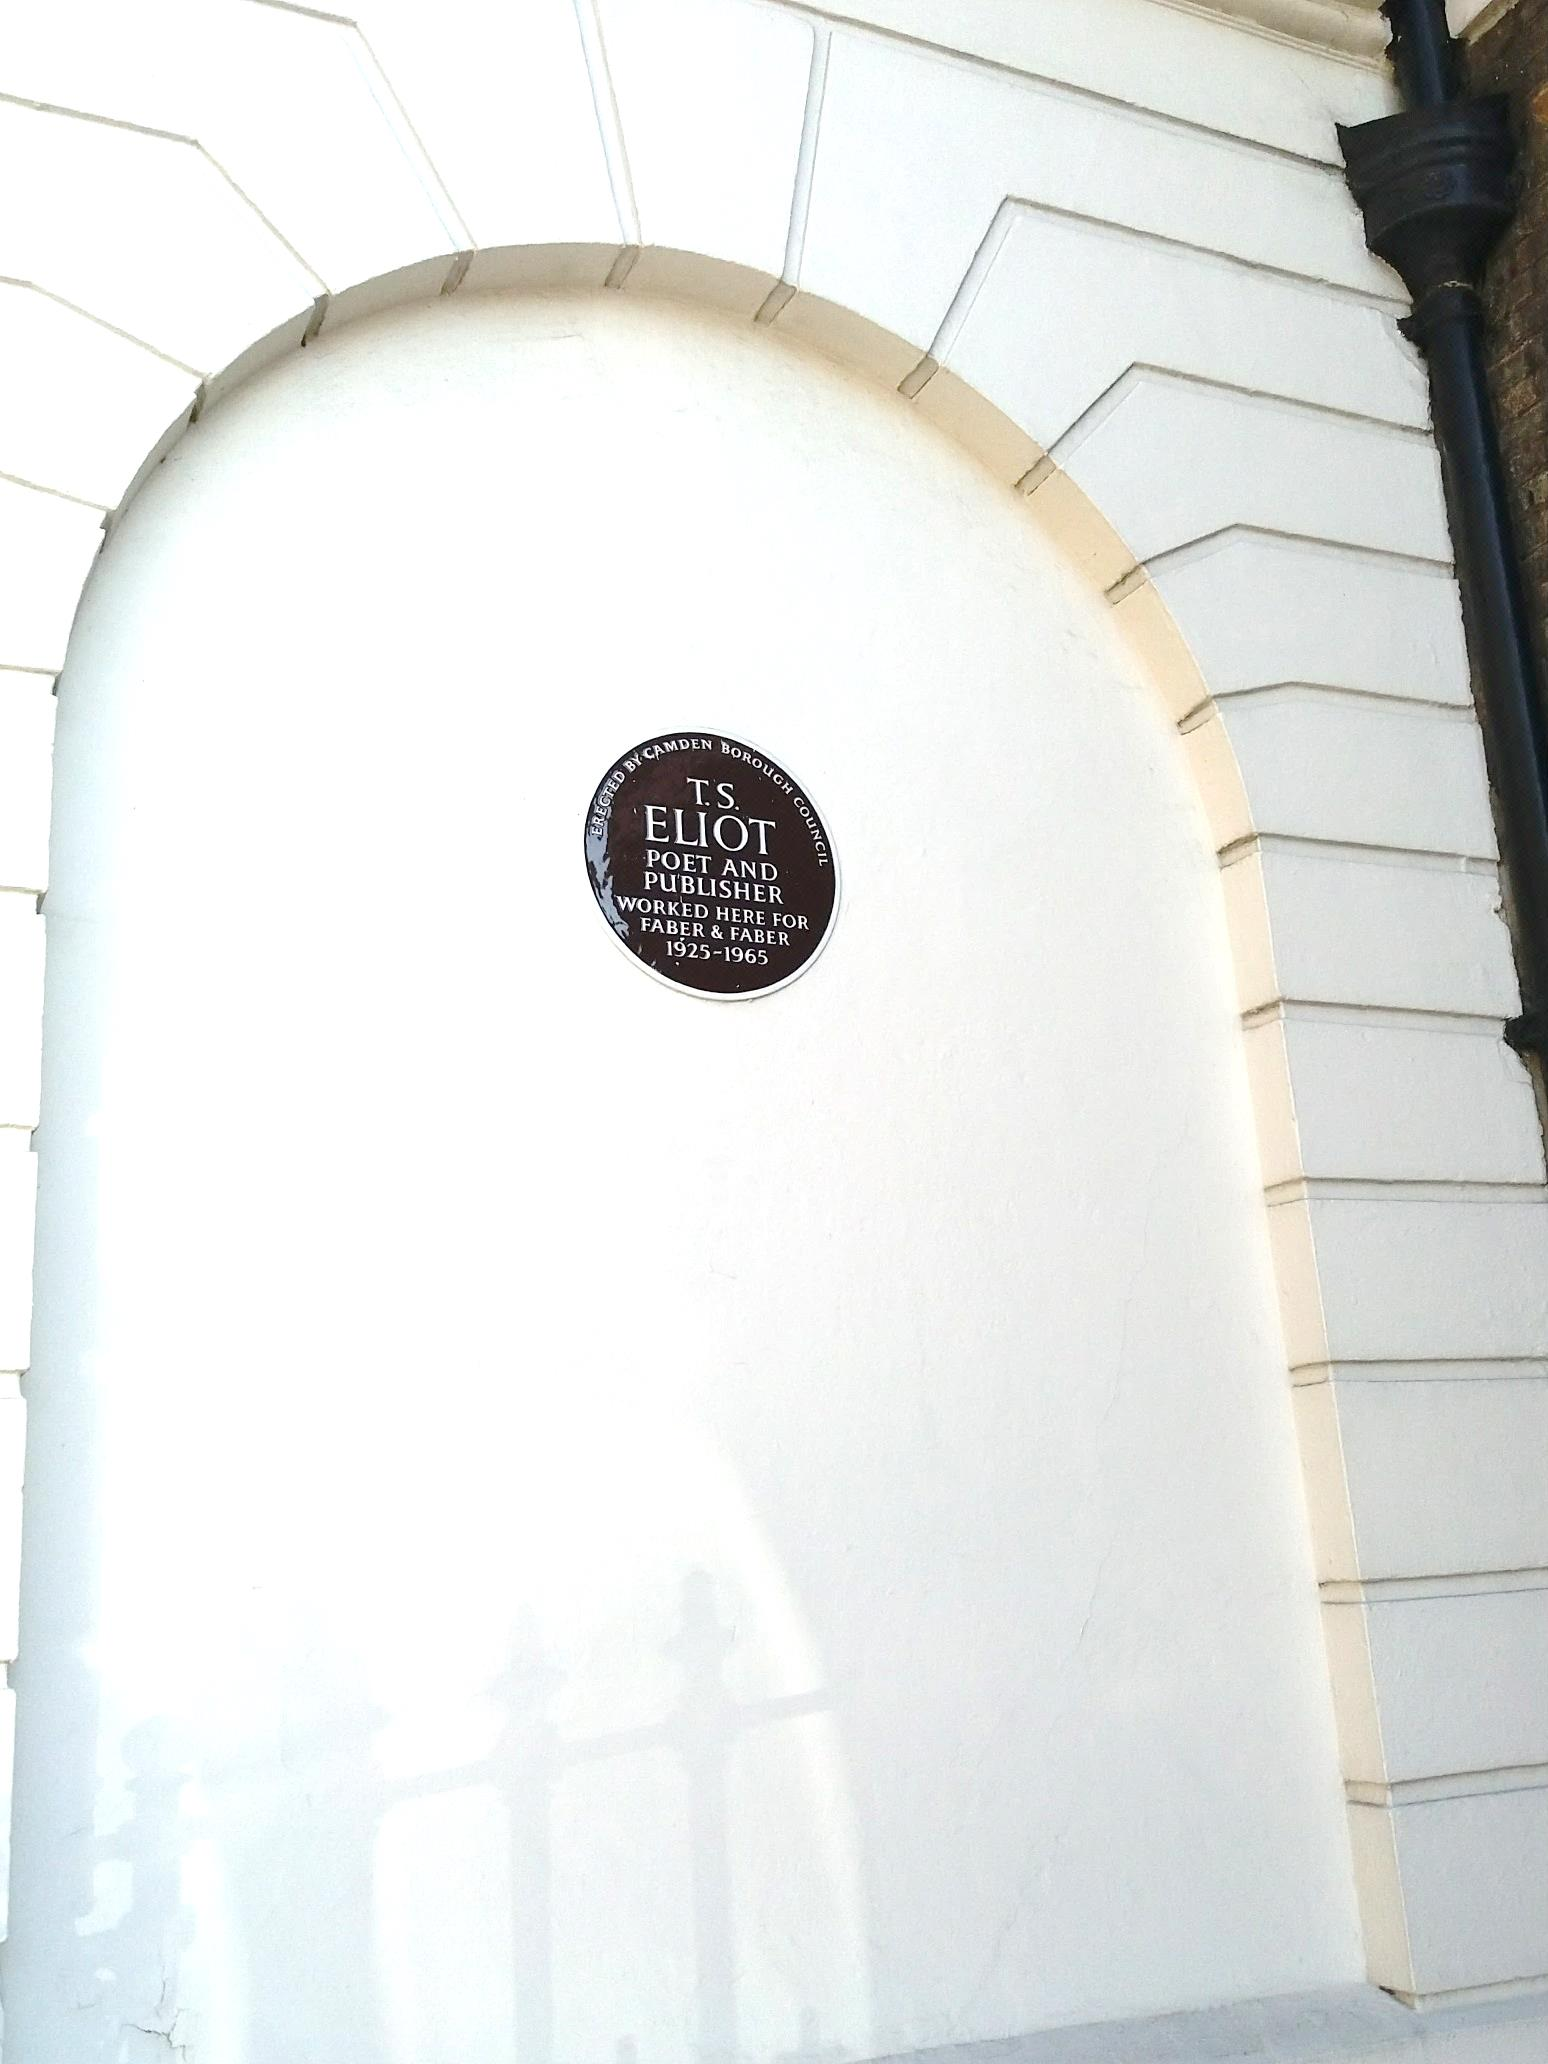 ERECTED BY CAMDEN BOROUGH COUNCIL
T.S.
ELIOT
POET AND
PUBLISHER
WORKED HERE FOR
FABER & FABER
1925-1965